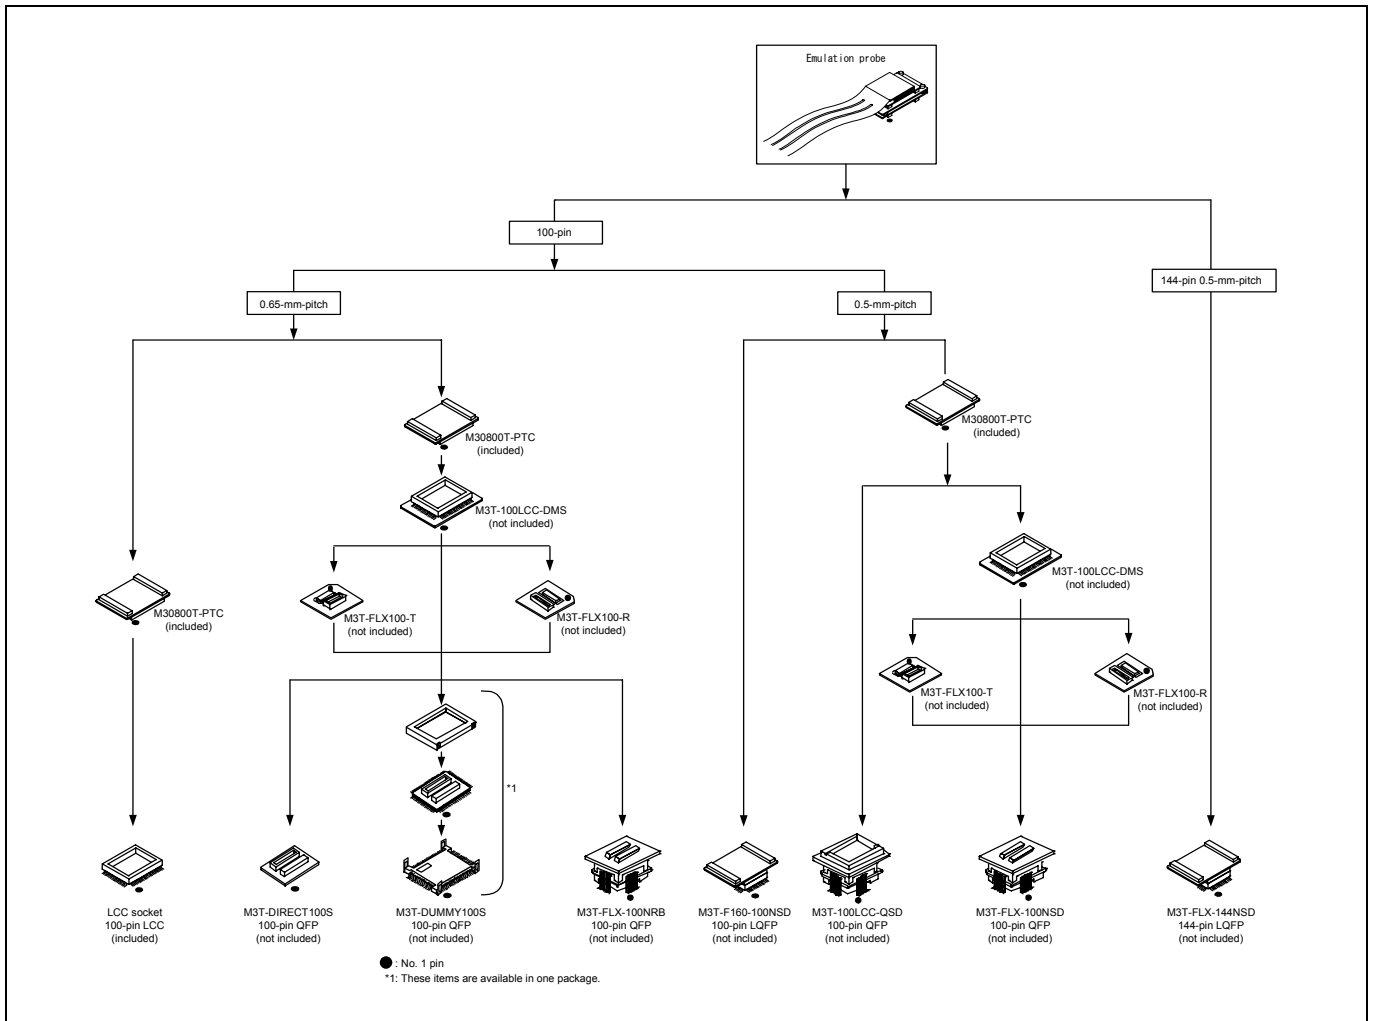 Emulation probe
100-pin
144-pin 0.5-mm-pitch
0.65-mm-pitch
0.5-mm-pitch
M30800T-PTC
(included)
M30800T-PTC
(included)
M3T-100LCC-DMS
(not included)
M3T-100LCC-DMS
(not included)
M30800T-PTC
(included)
M3T-FLX100-T
(not included)
M3T-FLX100-R
(not included)
M3T-FLX100-T
(not included)
M3T-FLX100-R
(not included)
*1
LCC socket
100-pin LCC
(included)
M3T-DIRECT100S
100-pin QFP
(not included)
M3T-DUMMY100S
100-pin QFP
(not included)
M3T-FLX-100NRB
100-pin QFP
(not included)
M3T-F160-100NSD
100-pin LQFP
(not included)
M3T-100LCC-QSD
100-pin QFP
(not included)
M3T-FLX-100NSD
100-pin QFP
(not included)
M3T-FLX-144NSD
144-pin LQFP
(not included)
: No. 1 pin
*1: These items are available in one package.